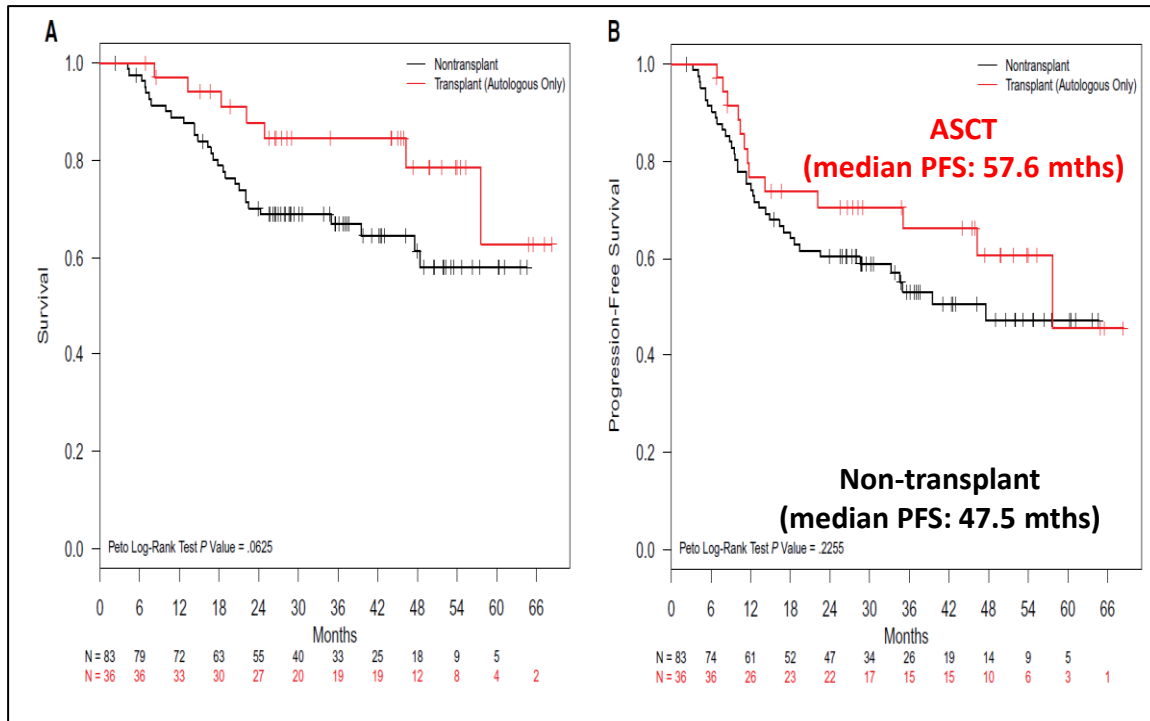 A
Nontransplant
Transplant (Autologous Only)
Survival
1.0
0.8
0.6
0.4
0.2
0.0
Peto Log-Rank Test P Value = .0625
0 6 12 18 24 30 36 42 48 54 60 66
Months
N = 83 79 72 63 55 40 33 25 18 9 5
N = 36 36 33 30 27 20 19 19 12 8 4 2
B
Nontransplant
Transplant (Autologous Only)
ASCT
(median PFS: 57.6 mths)
Progression-Free Survival
1.0
0.8
0.6
0.4
0.2
0.0
Non-transplant
(median PFS: 47.5 mths)
Peto Log-Rank Test P Value = .2255
0 6 12 18 24 30 36 42 48 54 60 66
Months
N = 83 74 61 52 47 34 26 19 14 9 5
N = 36 36 26 23 22 17 15 15 10 6 3 1